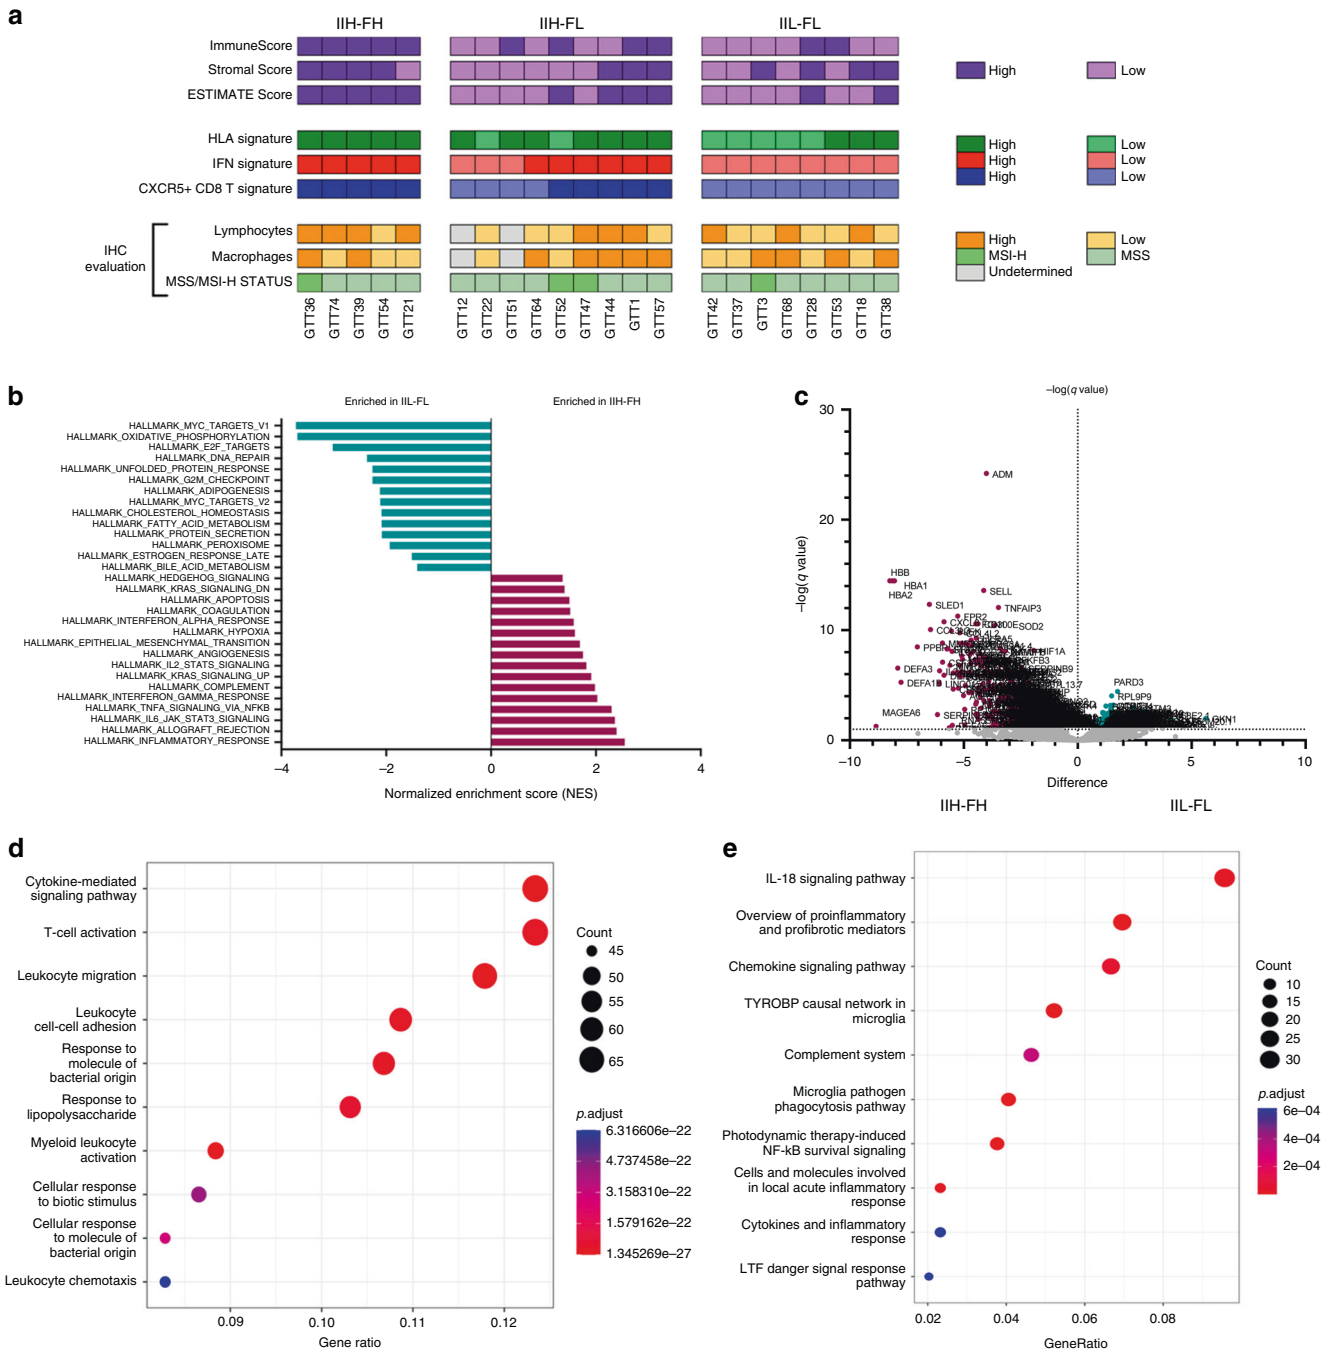 a
IIH-FH
IIH-FL
IIL-FL
ImmuneScore
Stromal Score
ESTIMATE Score
High
Low
HLA signature
IFN signature
CXCR5+ CD8 T signature
High
High
High
Low
Low
Low
IHC
evaluation
Lymphocytes
Macrophages
MSS/MSI-H STATUS
High
MSI-H
Undetermined
Low
MSS
GTT36
GTT74
GTT39
GTT54
GTT21
GTT12
GTT22
GTT51
GTT64
GTT52
GTT47
GTT44
GTT1
GTT57
GTT42
GTT37
GTT3
GTT68
GTT28
GTT53
GTT18
GTT38
b
Enriched in IIL-FL
Enriched in IIH-FH
HALLMARK_MYC_TARGETS_V1
HALLMARK_OXIDATIVE_PHOSPHORYLATION
HALLMARK_E2F_TARGETS
HALLMARK_DNA_REPAIR
HALLMARK_UNFOLDED_PROTEIN_RESPONSE
HALLMARK_G2M_CHECKPOINT
HALLMARK_ADIPOGENESIS
HALLMARK_MYC_TARGETS_V2
HALLMARK_CHOLESTEROL_HOMEOSTASIS
HALLMARK_FATTY_ACID_METABOLISM
HALLMARK_PROTEIN_SECRETION
HALLMARK_PEROXISOME
HALLMARK_ESTROGEN_RESPONSE_LATE
HALLMARK_BILE_ACID_METABOLISM
HALLMARK_HEDGEHOG_SIGNALING
HALLMARK_KRAS_SIGNALING_DN
HALLMARK_APOPTOSIS
HALLMARK_COAGULATION
HALLMARK_INTERFERON_ALPHA_RESPONSE
HALLMARK_HYPOXIA
HALLMARK_EPITHELIAL_MESENCHYMAL_TRANSITION
HALLMARK_ANGIOGENESIS
HALLMARK_IL2_STAT5_SIGNALING
HALLMARK_KRAS_SIGNALING_UP
HALLMARK_COMPLEMENT
HALLMARK_INTERFERON_GAMMA_RESPONSE
HALLMARK_TNFA_SIGNALING_VIA_NFKB
HALLMARK_IL6_JAK_STAT3_SIGNALING
HALLMARK_ALLOGRAFT_REJECTION
HALLMARK_INFLAMMATORY_RESPONSE
–4
–2
0
2
4
Normalized enrichment score (NES)
c
–log(q value)
–log(q value)
30
20
10
0
ADM
HBB
HBA1
HBA2
SELL
SLED1
TNFAIP3
FPR2
SOD2
HIF1A
SERPINB9
DEFA3
MAGEA6
PARD3
RPL9P9
GKN1
–10
–5
0
5
10
Difference
IIH-FH
IIL-FL
d
Cytokine-mediated
signaling pathway
T-cell activation
Leukocyte migration
Leukocyte
cell-cell adhesion
Response to
molecule of
bacterial origin
Response to
lipopolysaccharide
Myeloid leukocyte
activation
Cellular response
to biotic stimulus
Cellular response
to molecule of
bacterial origin
Leukocyte chemotaxis
0.09
0.10
0.11
0.12
Gene ratio
Count
45
50
55
60
65
p.adjust
6.316606e–22
4.737458e–22
3.158310e–22
1.579162e–22
1.345269e–27
e
IL-18 signaling pathway
Overview of proinflammatory
and profibrotic mediators
Chemokine signaling pathway
TYROBP causal network in
microglia
Complement system
Microglia pathogen
phagocytosis pathway
Photodynamic therapy-induced
NF-kB survival signaling
Cells and molecules involved
in local acute inflammatory
response
Cytokines and inflammatory
response
LTF danger signal response
pathway
0.02
0.04
0.06
0.08
GeneRatio
Count
10
15
20
25
30
p.adjust
6e–04
4e–04
2e–04